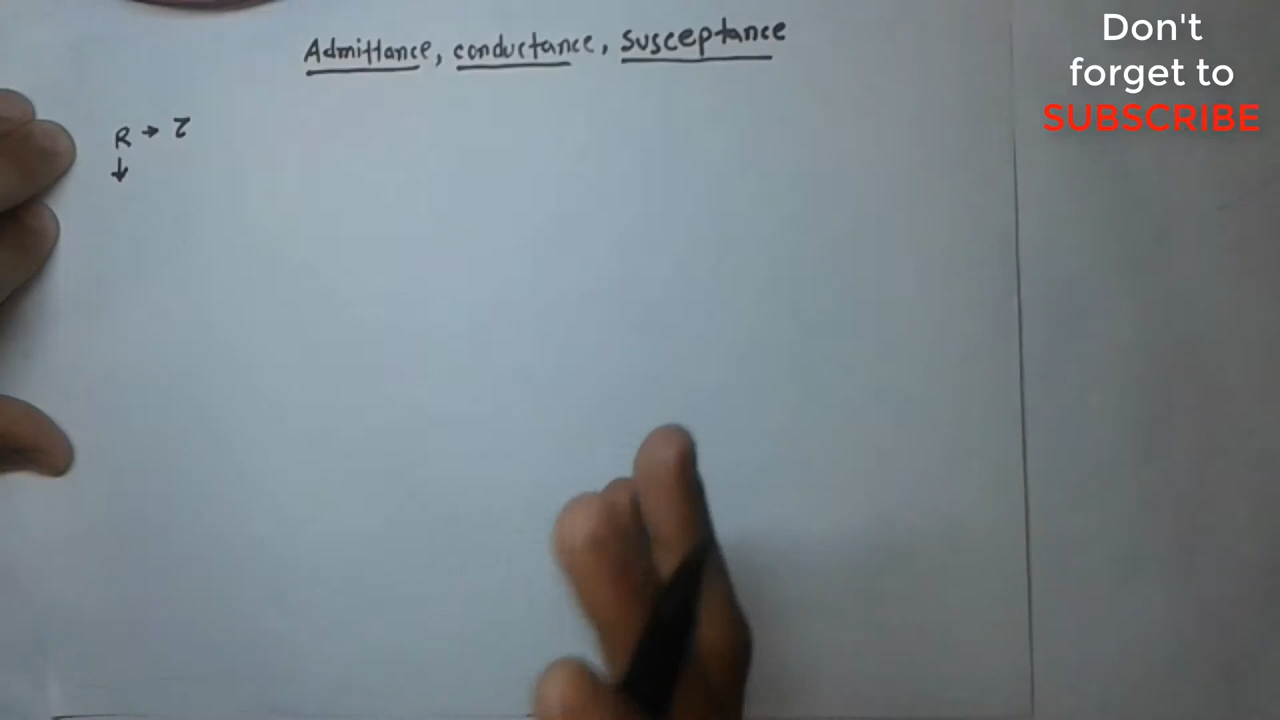 Admittance, conductance, susceptance
R → Z
↓
Don't
forget to
SUBSCRIBE